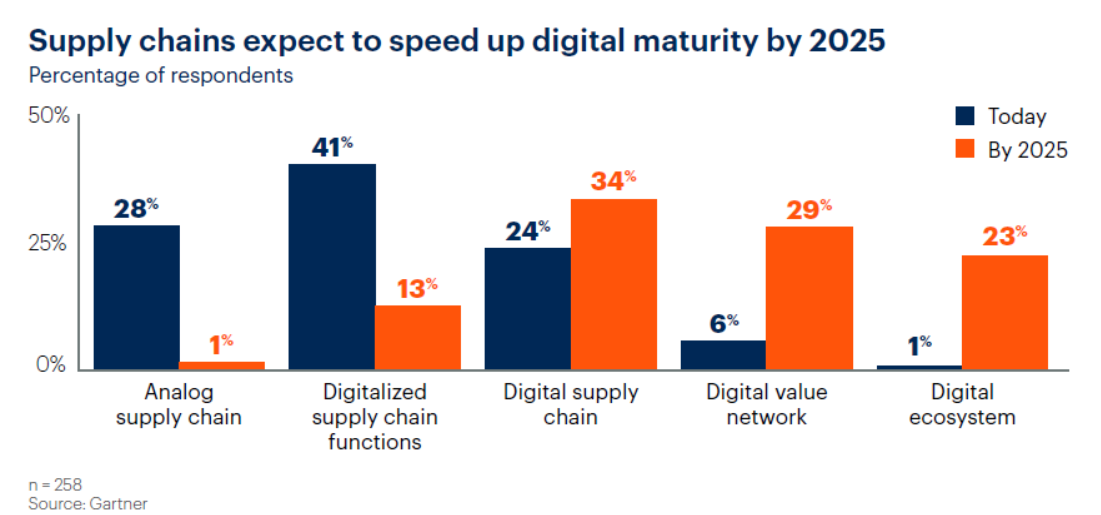 Supply chains expect to speed up digital maturity by 2025
Percentage of respondents
50%
25%
0%
Today
By 2025
28%
1%
41%
13%
24%
34%
6%
29%
1%
23%
Analog
supply chain
Digitalized
supply chain
functions
Digital supply
chain
Digital value
network
Digital
ecosystem
n = 258
Source: Gartner